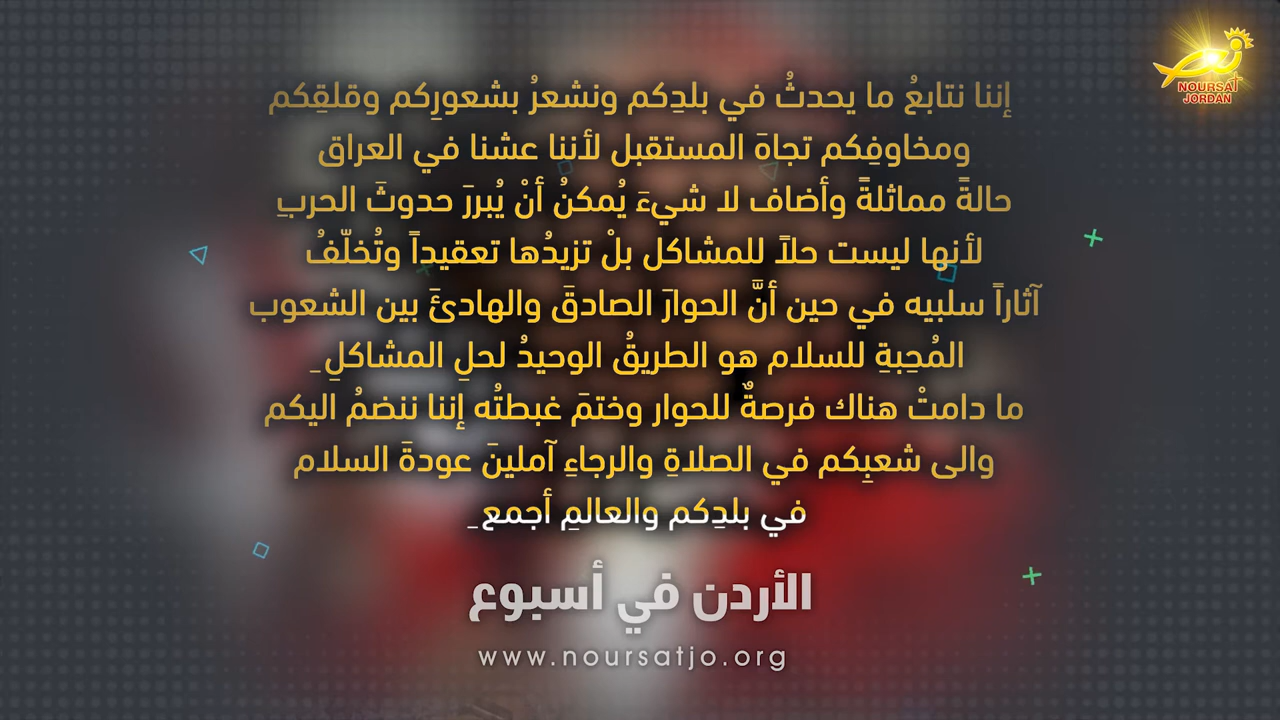 إننا نتابعُ ما يحدثُ في بلدِكم ونشعرُ بشعورِكم وقلقِكم
ومخاوفِكم تجاهَ المستقبل لأننا عشنا في العراق
حالةً مماثلةً وأضاف لا شيءَ يُمكنُ أنْ يُبررَ حدوثَ الحربِ
لأنها ليست حلاً للمشاكل بلْ تزيدُها تعقيداً وتُخلّفُ
آثاراً سلبيه في حين أنَّ الحوارَ الصادقَ والهادئَ بين الشعوب
المُحِبةِ للسلام هو الطريقُ الوحيدُ لحلِ المشاكلِ_
ما دامتْ هناك فرصةٌ للحوار وختمَ غبطتُه إننا ننضمُ اليكم
والى شعبِكم في الصلاةِ والرجاءِ آملينَ عودةَ السلام
في بلدِكم والعالمِ أجمع_
الأردن في أسبوع
www.noursatjo.org
NOURSAT
JORDAN